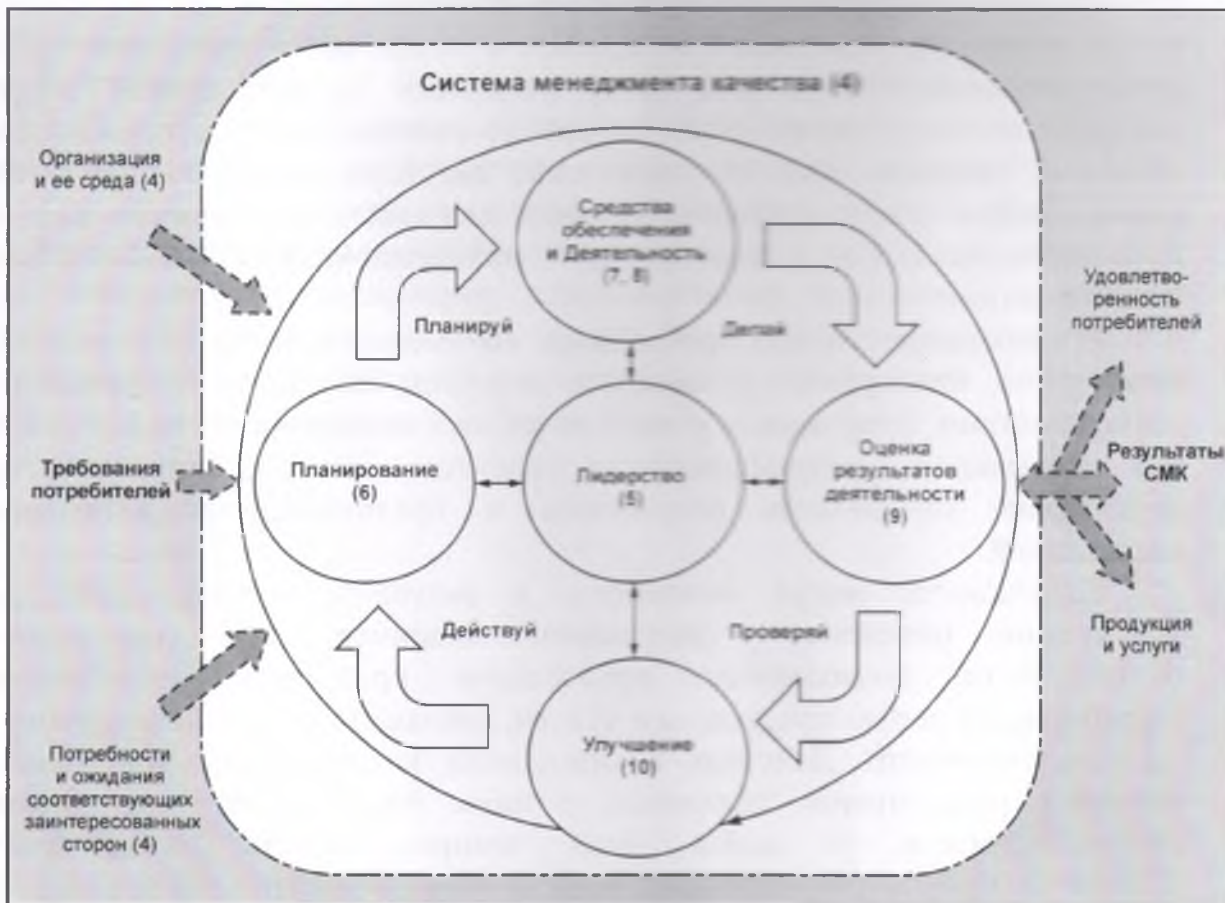 Система менеджмента качества (4)
Организация
и ее среда (4)
Средства
обеспечения
и Деятельность
(7, 8)
Планируй
Делай
Удовлетво-
ренность
потребителей
Требования
потребителей
Планирование
(6)
Лидерство
(5)
Оценка
результатов
деятельности
(9)
Результаты
СМК
Действуй
Проверяй
Продукция
и услуги
Улучшение
(10)
Потребности
и ожидания
соответствующих
заинтересованных
сторон (4)